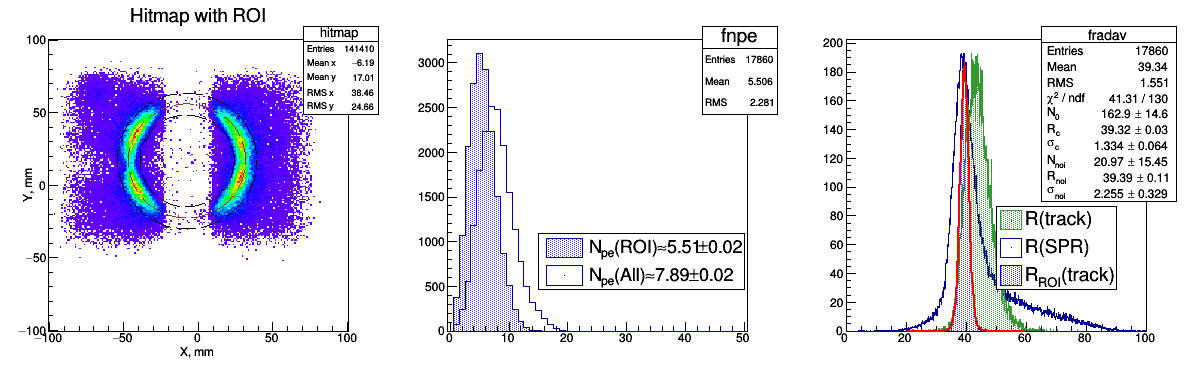 Hitmap with ROI
hitmap
Entries 141410
Mean x −6.19
Mean y 17.01
RMS x 38.46
RMS y 24.66
100
50
0
−50
−100
−100 −50 0 50 100
Y, mm
X, mm
fnpe
Entries 17860
Mean 5.506
RMS 2.281
3000
2500
2000
1500
1000
500
0
0 10 20 30 40 50
Npe(ROI)≈5.51±0.02
Npe(All)≈7.89±0.02
fradav
Entries 17860
Mean 39.34
RMS 1.551
χ² / ndf 41.31 / 130
N0 162.9 ± 14.6
Rc 39.32 ± 0.03
σc 1.334 ± 0.064
Nnoi 20.97 ± 15.45
Rnoi 39.39 ± 0.11
σnoi 2.255 ± 0.329
200
180
160
140
120
100
80
60
40
20
0
0 20 40 60 80 100
R(track)
R(SPR)
RROI(track)